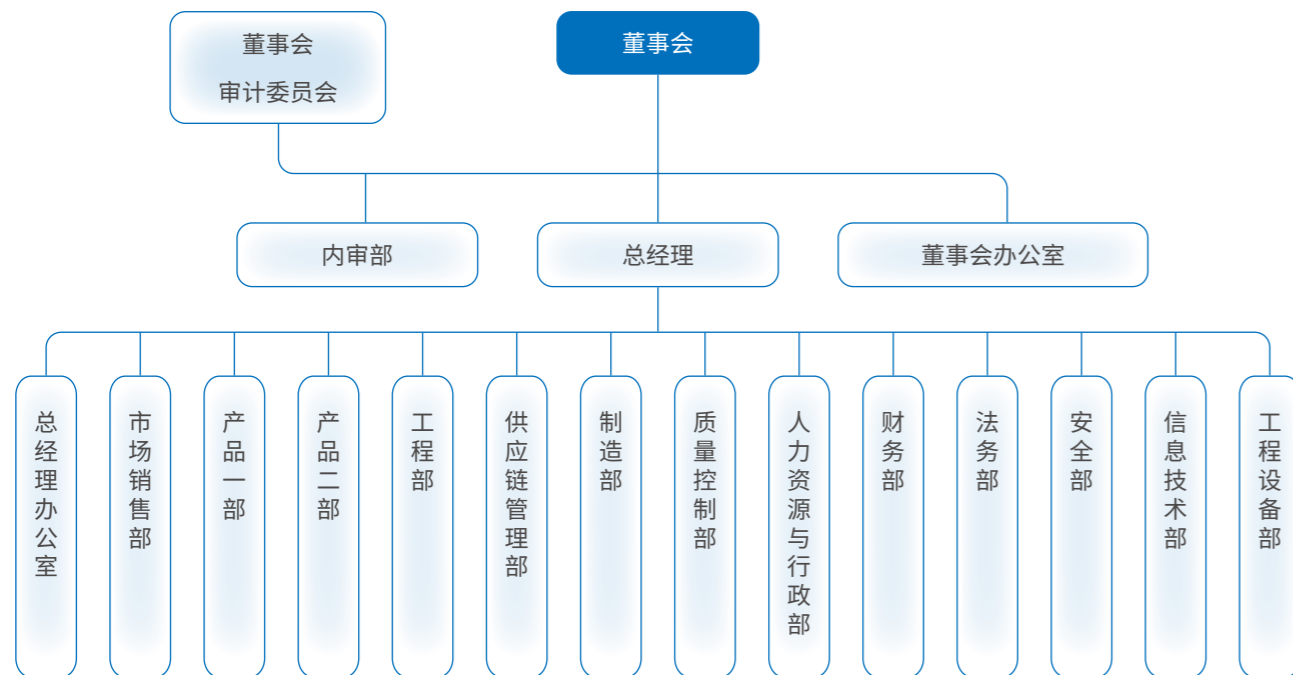 董事会
审计委员会
董事会
内审部
总经理
董事会办公室
总经理办公室
市场销售部
产品一部
产品二部
工程部
供应链管理部
制造部
质量控制部
人力资源与行政部
财务部
法务部
安全部
信息技术部
工程设备部